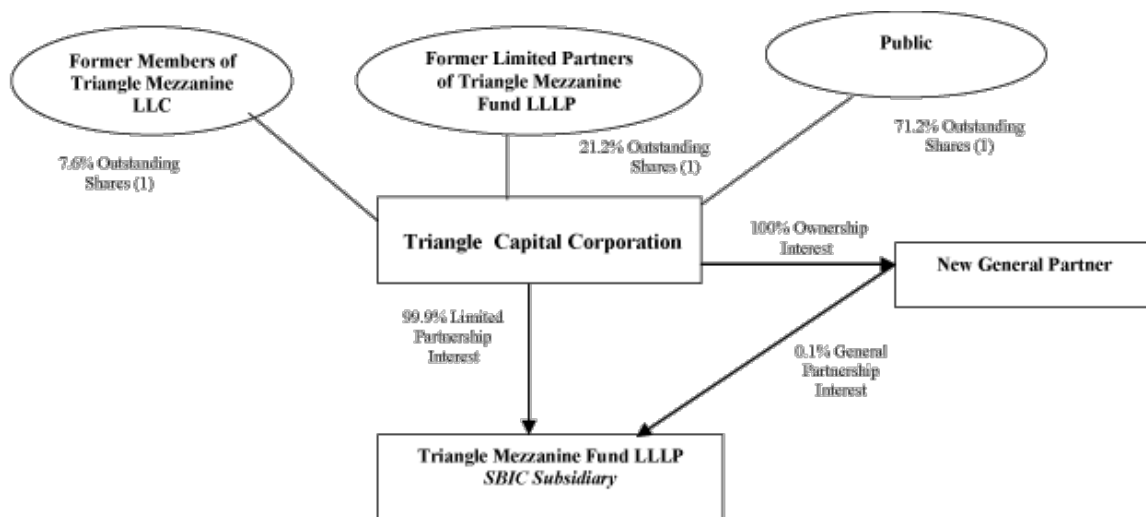 Former Members of
Triangle Mezzanine
LLC
Former Limited Partners
of Triangle Mezzanine
Fund LLLP
Public
7.6% Outstanding
Shares (1)
21.2% Outstanding
Shares (1)
71.2% Outstanding
Shares (1)
Triangle Capital Corporation
100% Ownership
Interest
New General Partner
99.9% Limited
Partnership
Interest
0.1% General
Partnership
Interest
Triangle Mezzanine Fund LLLP
SBIC Subsidiary